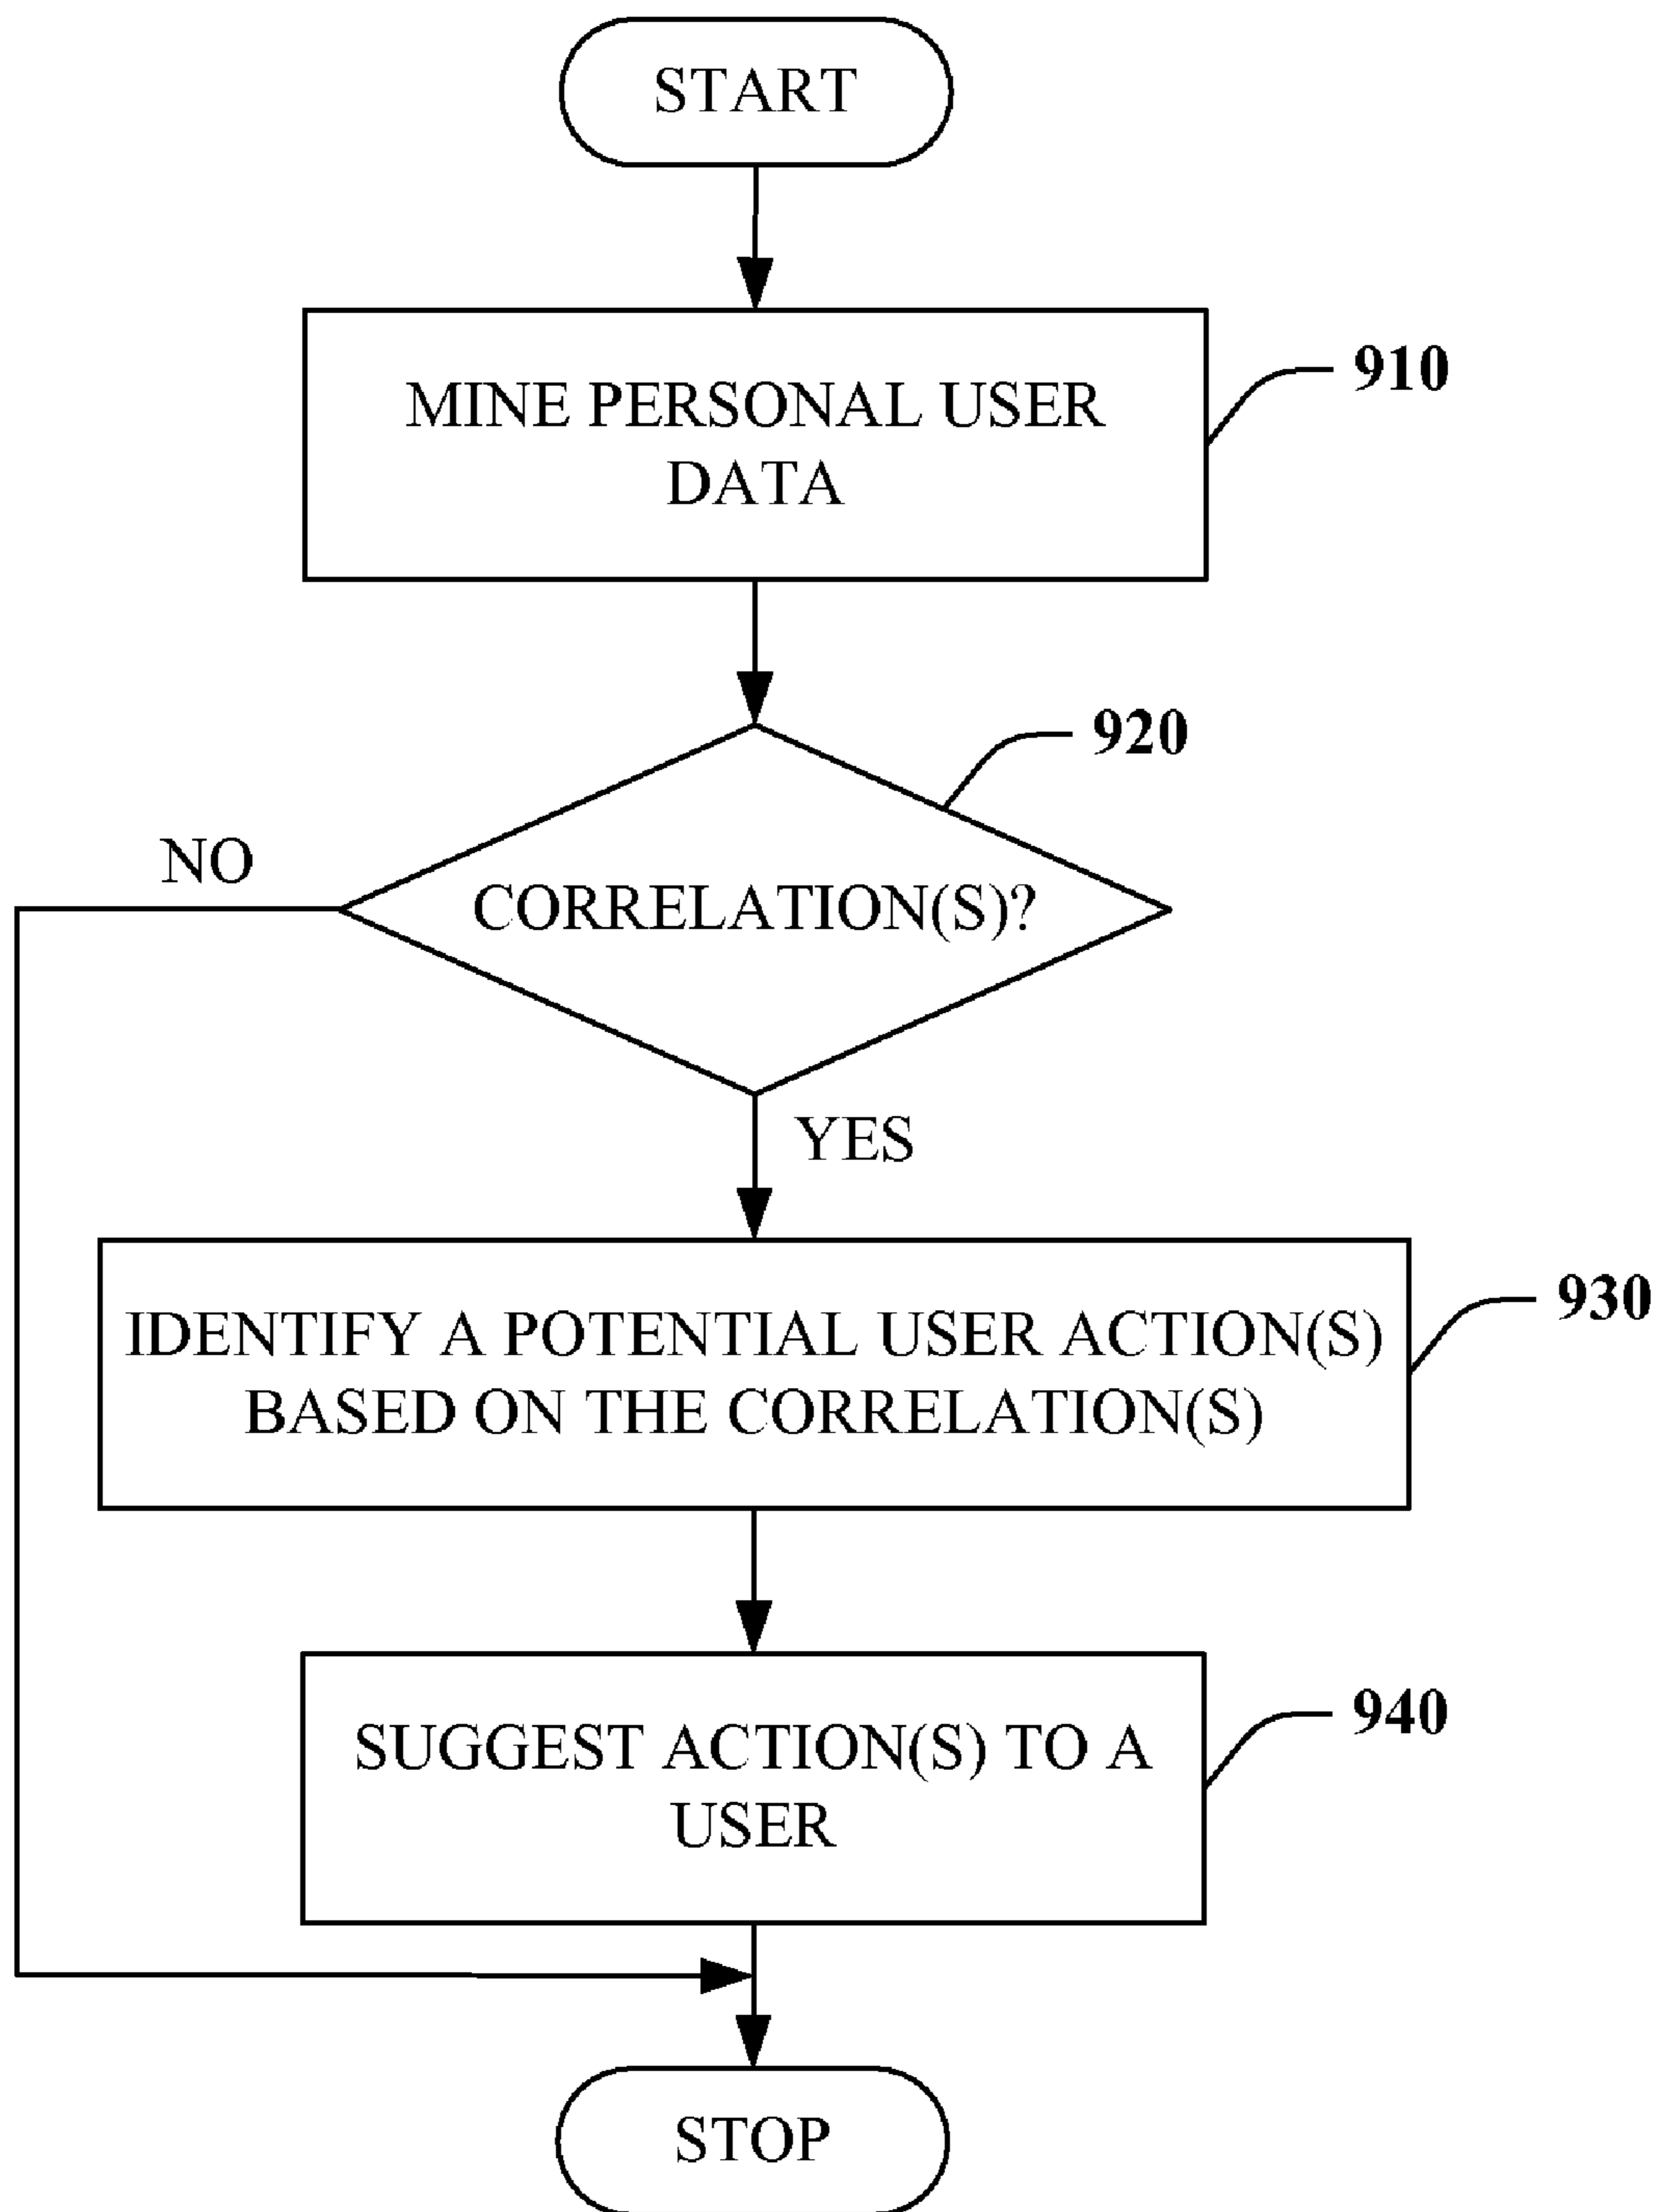 START
MINE PERSONAL USER
DATA
910
920
NO
CORRELATION(S)?
YES
IDENTIFY A POTENTIAL USER ACTION(S)
BASED ON THE CORRELATION(S)
930
SUGGEST ACTION(S) TO A
USER
940
STOP